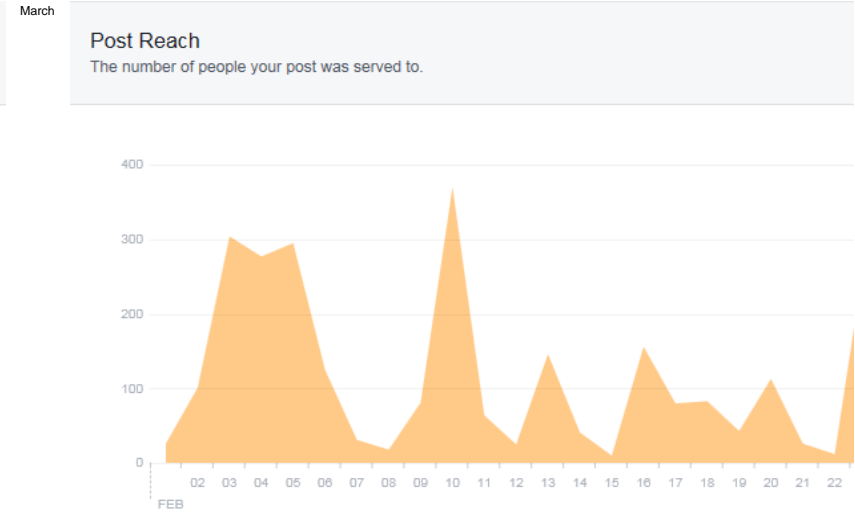 March
Post Reach
The number of people your post was served to.
400
300
200
100
0
02 03 04 05 06 07 08 09 10 11 12 13 14 15 16 17 18 19 20 21 22
FEB